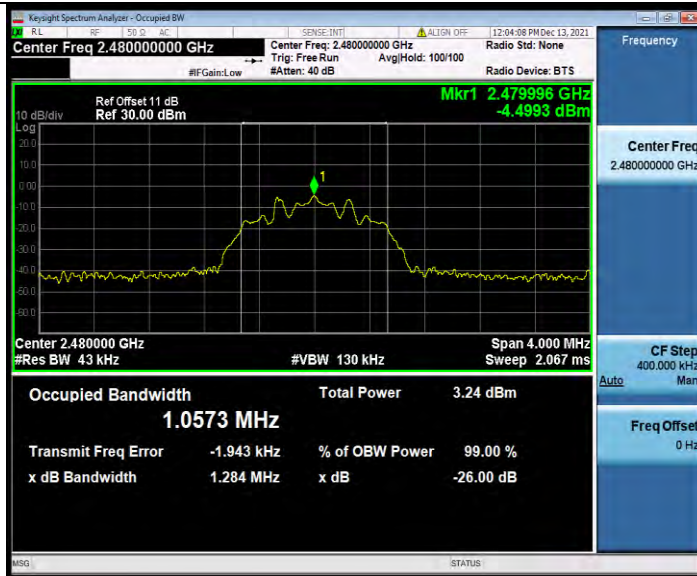 Keysight Spectrum Analyzer - Occupied BW
RL RF 50 Ω AC SENSE:INT ALIGN OFF 12:04:08 PM Dec 13, 2021
Center Freq 2.480000000 GHz
Center Freq: 2.480000000 GHz
Radio Std: None
Trig: Free Run Avg|Hold: 100/100
#IFGain:Low #Atten: 40 dB Radio Device: BTS
Frequency
Ref Offset 11 dB
10 dB/div Ref 30.00 dBm
Mkr1 2.479996 GHz
-4.4993 dBm
Log
20.0
10.0
0.00
-10.0
-20.0
-30.0
-40.0
-50.0
-60.0
1
Center 2.480000 GHz Span 4.000 MHz
#Res BW 43 kHz #VBW 130 kHz Sweep 2.067 ms
Occupied Bandwidth Total Power 3.24 dBm
1.0573 MHz
Transmit Freq Error -1.943 kHz % of OBW Power 99.00 %
x dB Bandwidth 1.284 MHz x dB -26.00 dB
Center Freq
2.480000000 GHz
CF Step
400.000 kHz
Auto Man
Freq Offset
0 Hz
MSG STATUS